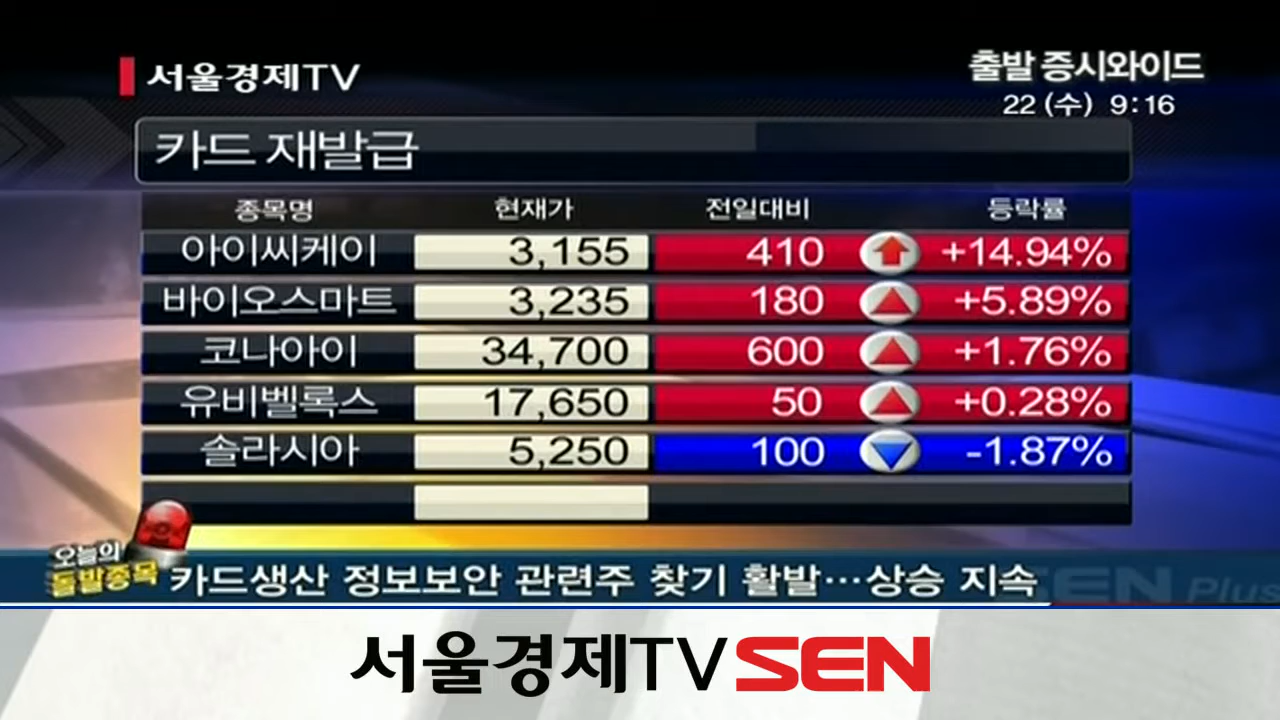 서울경제TV
출발 증시와이드
22 (수) 9:16
카드 재발급
종목명 현재가 전일대비 등락률
아이씨케이 3,155 410 +14.94%
바이오스마트 3,235 180 +5.89%
코나아이 34,700 600 +1.76%
유비벨록스 17,650 50 +0.28%
솔라시아 5,250 100 -1.87%
오늘의
돌발종목
카드생산 정보보안 관련주 찾기 활발…상승 지속
SEN Plus
서울경제TV SEN